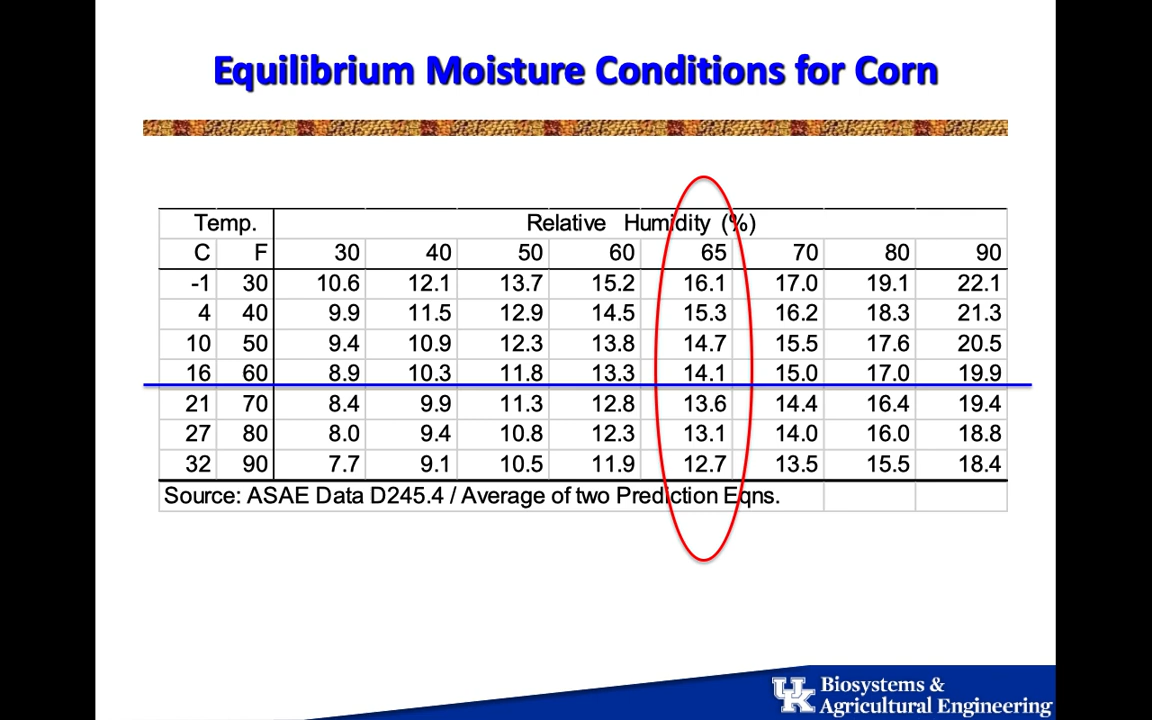 Equilibrium Moisture Conditions for Corn
Temp. Relative Humidity (%)
C F 30 40 50 60 65 70 80 90
-1 30 10.6 12.1 13.7 15.2 16.1 17.0 19.1 22.1
4 40 9.9 11.5 12.9 14.5 15.3 16.2 18.3 21.3
10 50 9.4 10.9 12.3 13.8 14.7 15.5 17.6 20.5
16 60 8.9 10.3 11.8 13.3 14.1 15.0 17.0 19.9
21 70 8.4 9.9 11.3 12.8 13.6 14.4 16.4 19.4
27 80 8.0 9.4 10.8 12.3 13.1 14.0 16.0 18.8
32 90 7.7 9.1 10.5 11.9 12.7 13.5 15.5 18.4
Source: ASAE Data D245.4 / Average of two Prediction Eqns.
UK Biosystems &
Agricultural Engineering